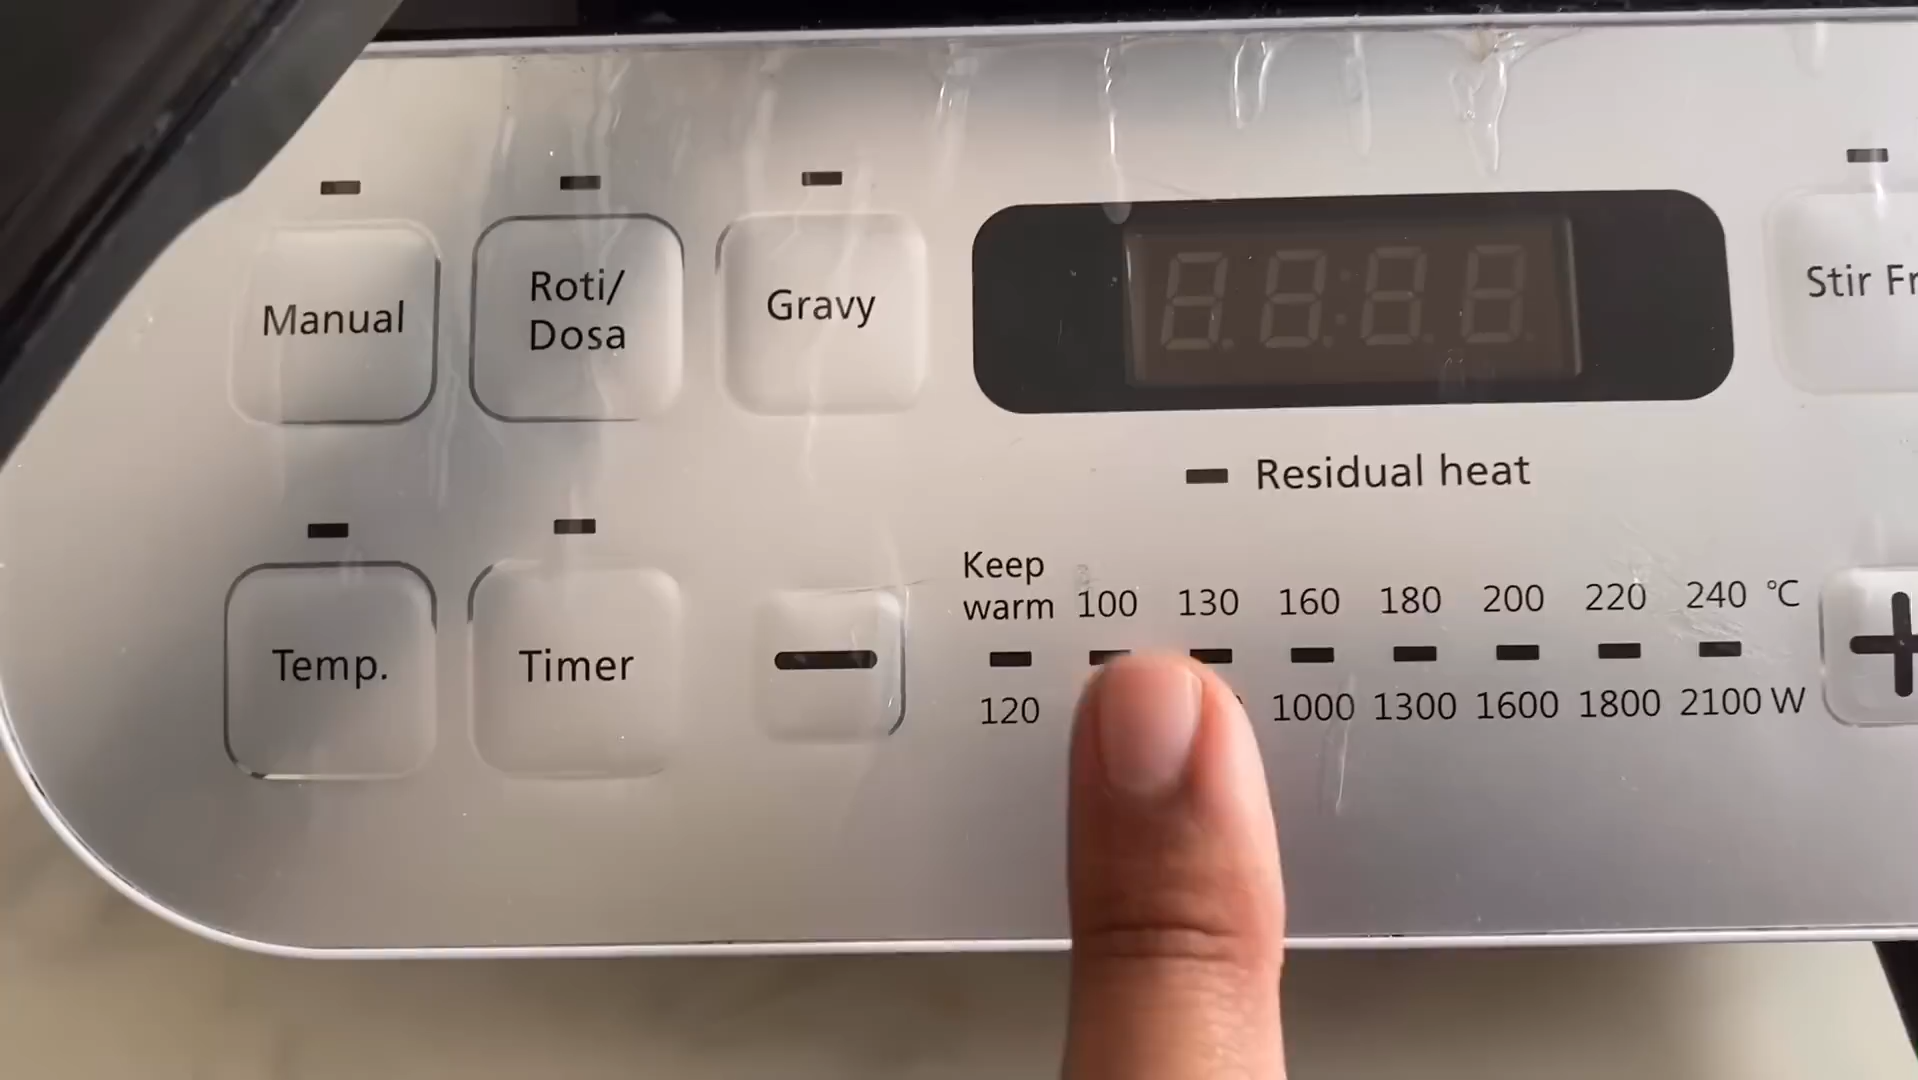 Manual
Roti/
Dosa
Gravy
Stir Fr
Residual heat
Temp.
Timer
Keep
warm 100 130 160 180 200 220 240 °C
120 1000 1300 1600 1800 2100 W